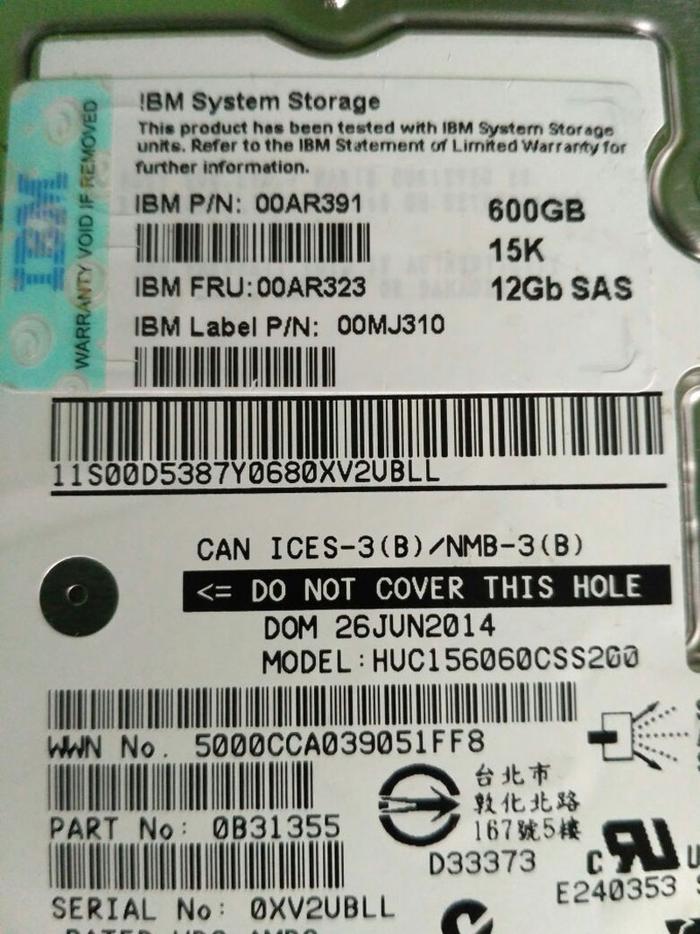 IBM
WARRANTY VOID IF REMOVED
IBM System Storage
This product has been tested with IBM System Storage
units. Refer to the IBM Statement of Limited Warranty for
further information.
IBM P/N: 00AR391
600GB
15K
IBM FRU:00AR323
12Gb SAS
IBM Label P/N: 00MJ310
11S00D5387Y0680XV2UBLL
CAN ICES-3(B)/NMB-3(B)
<= DO NOT COVER THIS HOLE
DOM 26JUN2014
MODEL:HUC156060CSS200
WWN No. 5000CCA039051FF8
台北市
敦化北路
167號5樓
PART No: 0B31355
D33373
E240353
SERIAL No: 0XV2UBLL